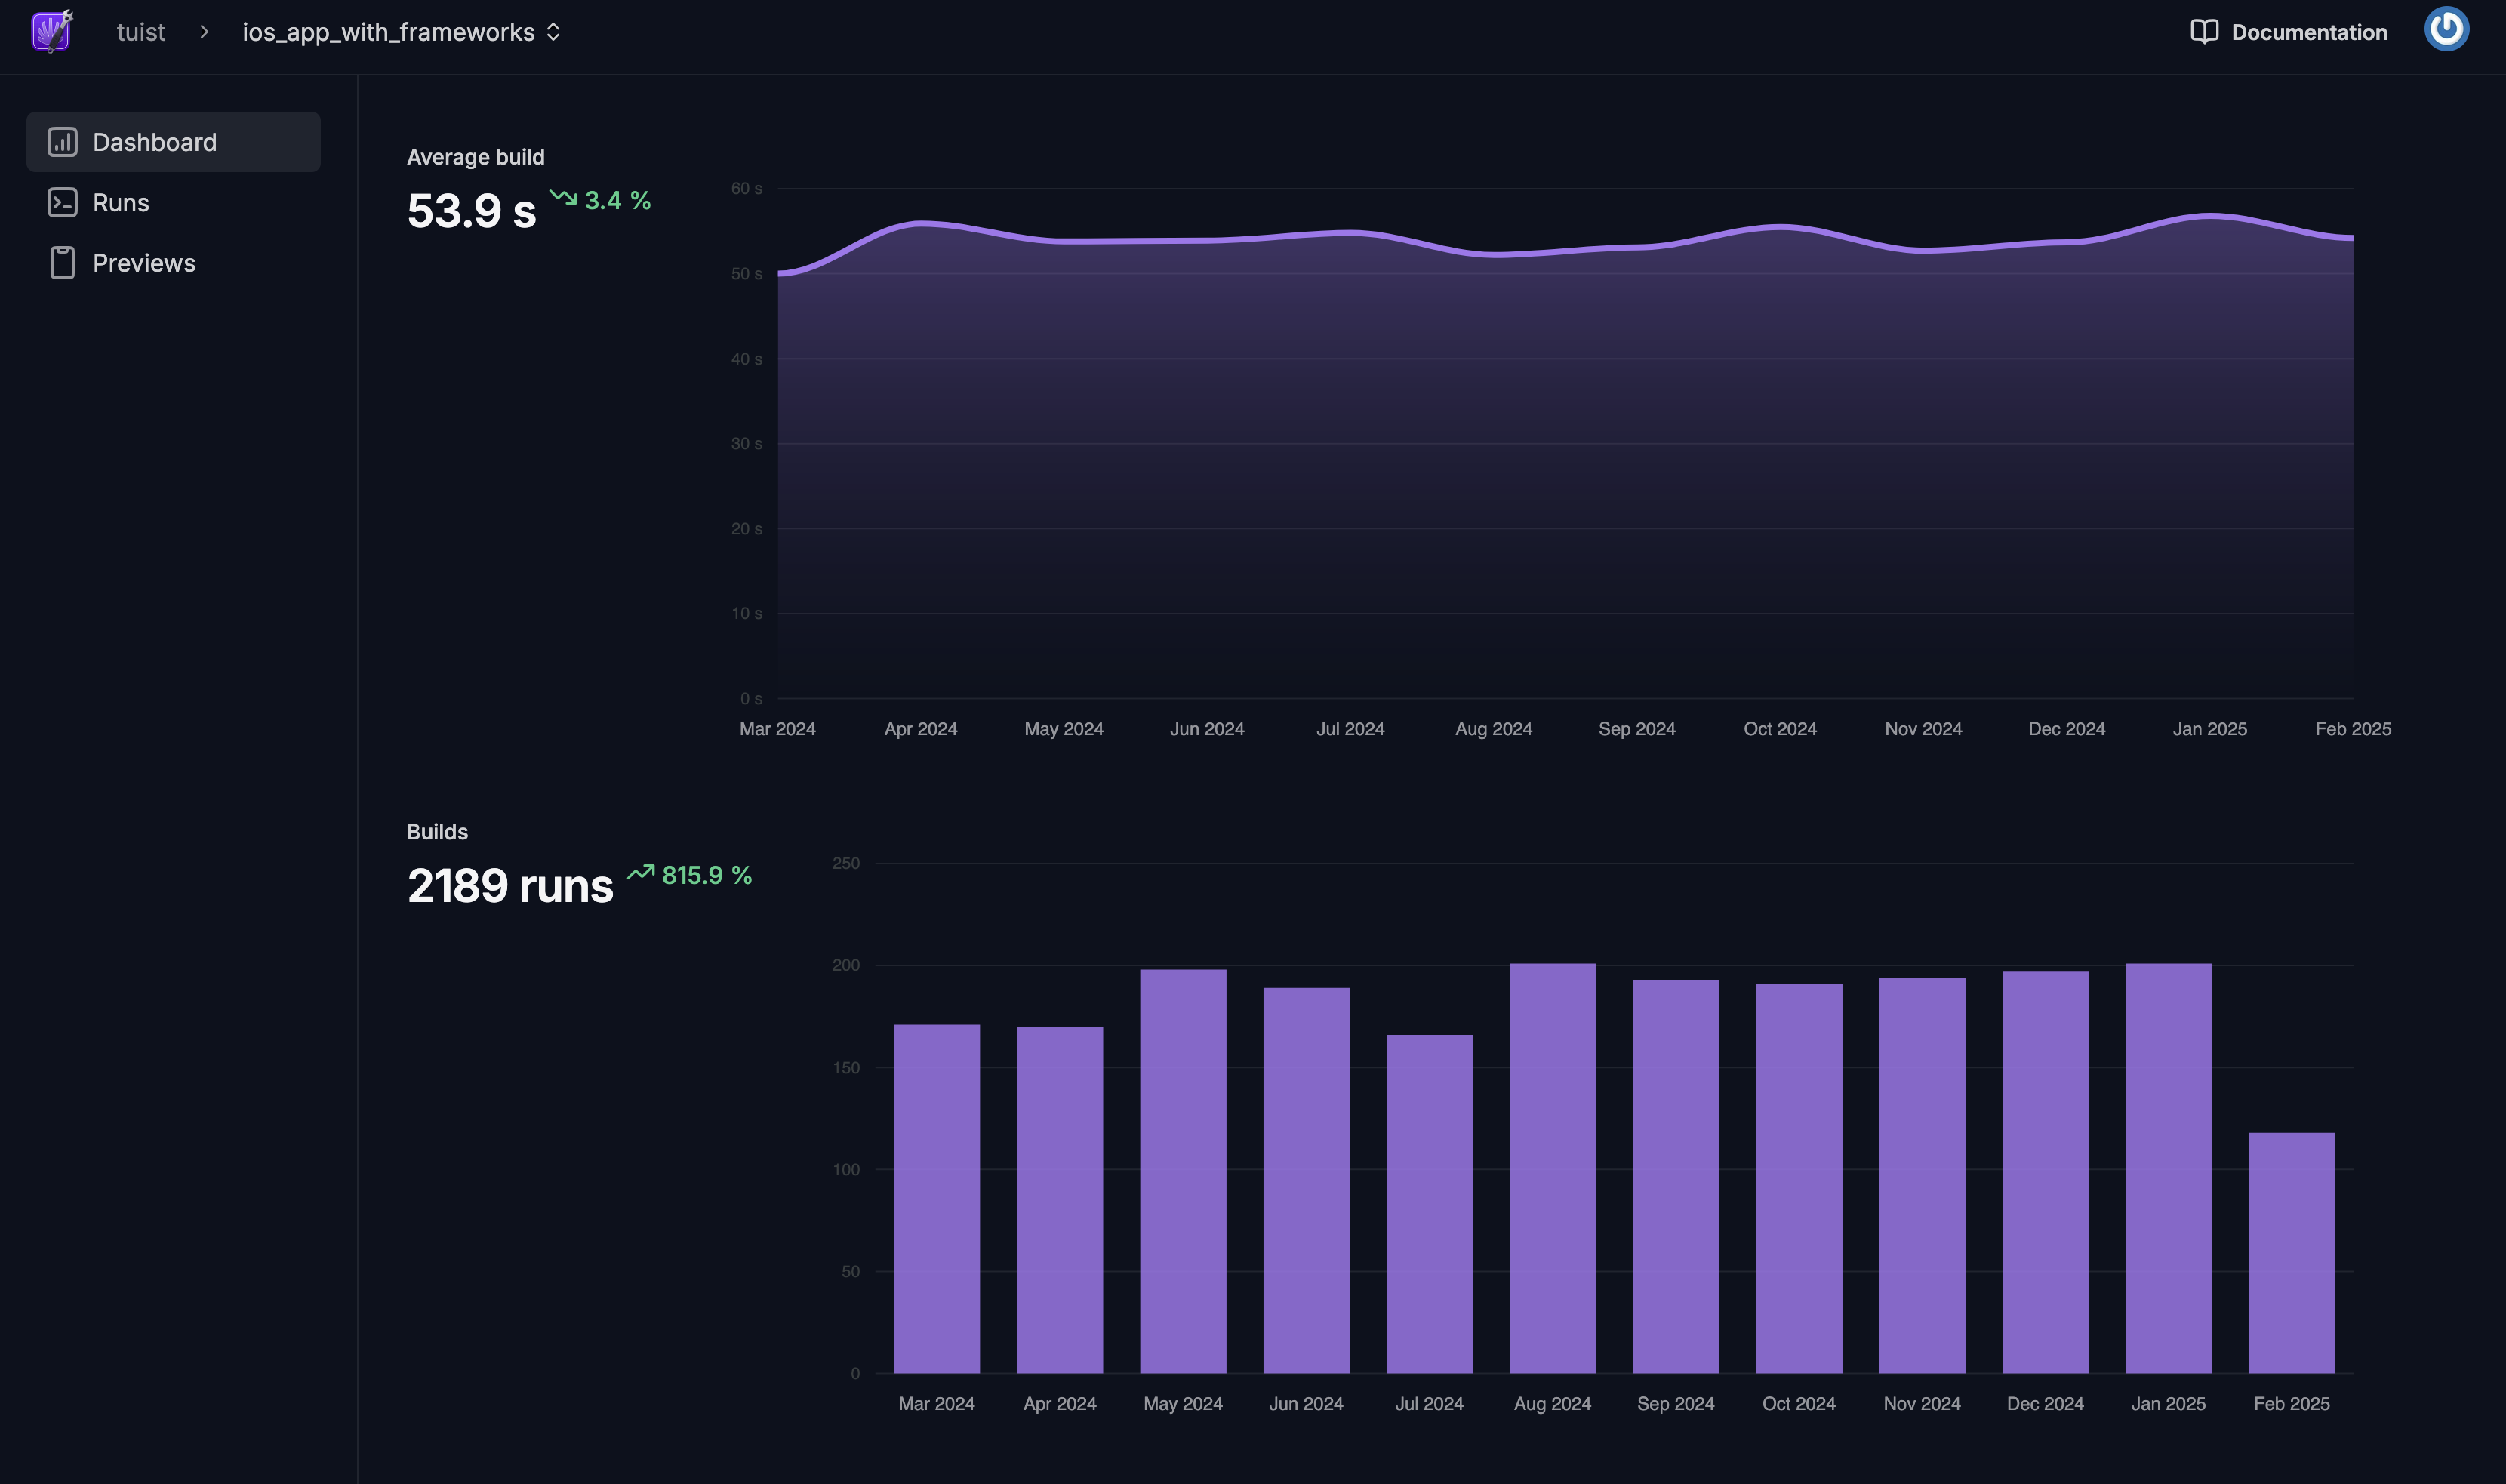 tuist
ios_app_with_frameworks
Documentation
Dashboard
Runs
Previews
Average build
53.9 s 3.4 %
60 s
50 s
40 s
30 s
20 s
10 s
0 s
Mar 2024 Apr 2024 May 2024 Jun 2024 Jul 2024 Aug 2024 Sep 2024 Oct 2024 Nov 2024 Dec 2024 Jan 2025 Feb 2025
Builds
2189 runs 815.9 %
250
200
150
100
50
0
Mar 2024 Apr 2024 May 2024 Jun 2024 Jul 2024 Aug 2024 Sep 2024 Oct 2024 Nov 2024 Dec 2024 Jan 2025 Feb 2025